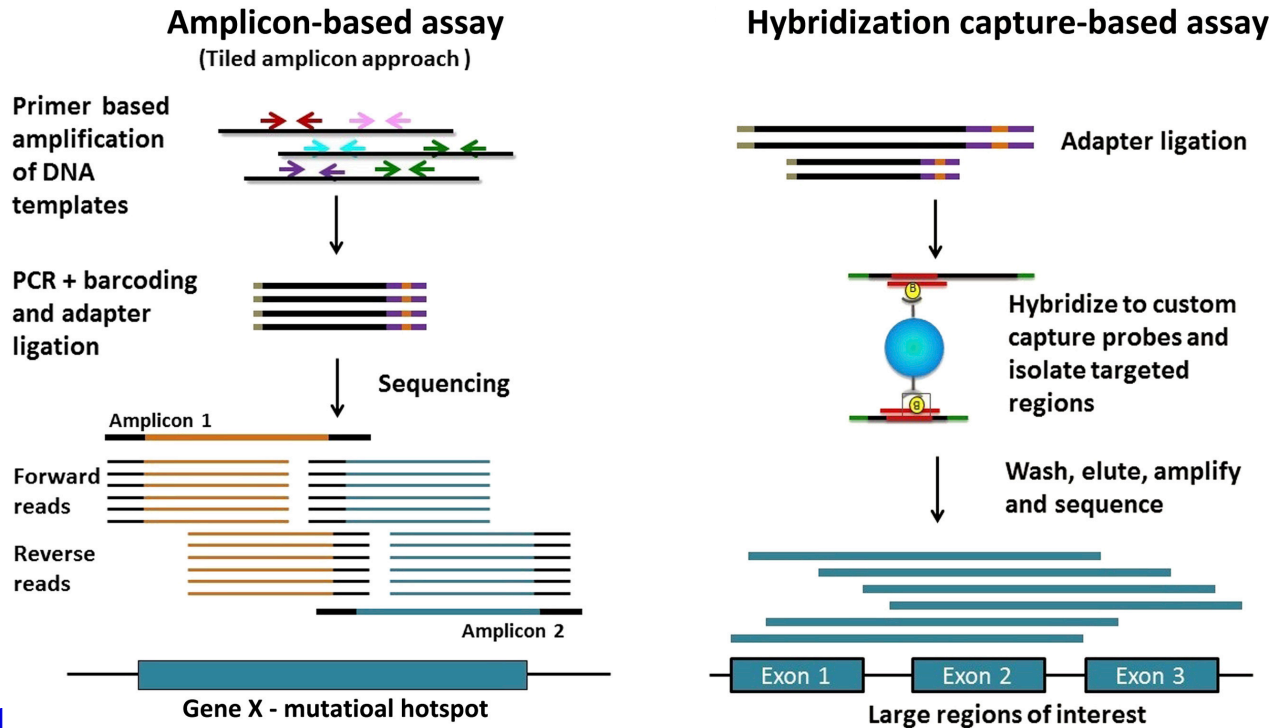 Amplicon-based assay
(Tiled amplicon approach )
Primer based
amplification
of DNA
templates
PCR + barcoding
and adapter
ligation
Sequencing
Amplicon 1
Forward
reads
Reverse
reads
Amplicon 2
Gene X - mutatioal hotspot
Hybridization capture-based assay
Adapter ligation
B
Hybridize to custom
capture probes and
isolate targeted
regions
B
Wash, elute, amplify
and sequence
Exon 1 Exon 2 Exon 3
Large regions of interest